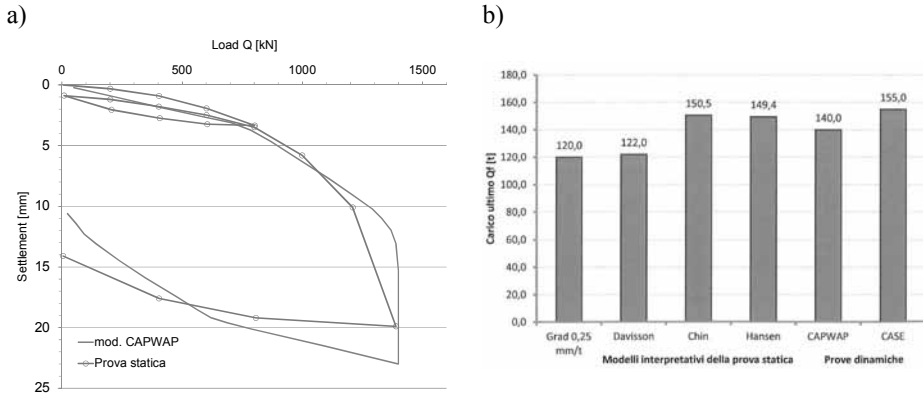 a)
Load Q [kN]
0 500 1000 1500
0
5
10
15
20
25
Settlement [mm]
mod. CAPWAP
Prova statica
b)
Carico ultimo Qf [t]
180,0
160,0
140,0
120,0
100,0
80,0
60,0
40,0
20,0
0,0
120,0 122,0 150,5 149,4 140,0 155,0
Grad 0,25 Davisson Chin Hansen CAPWAP CASE
mm/t
Modelli interpretativi della prova statica Prove dinamiche